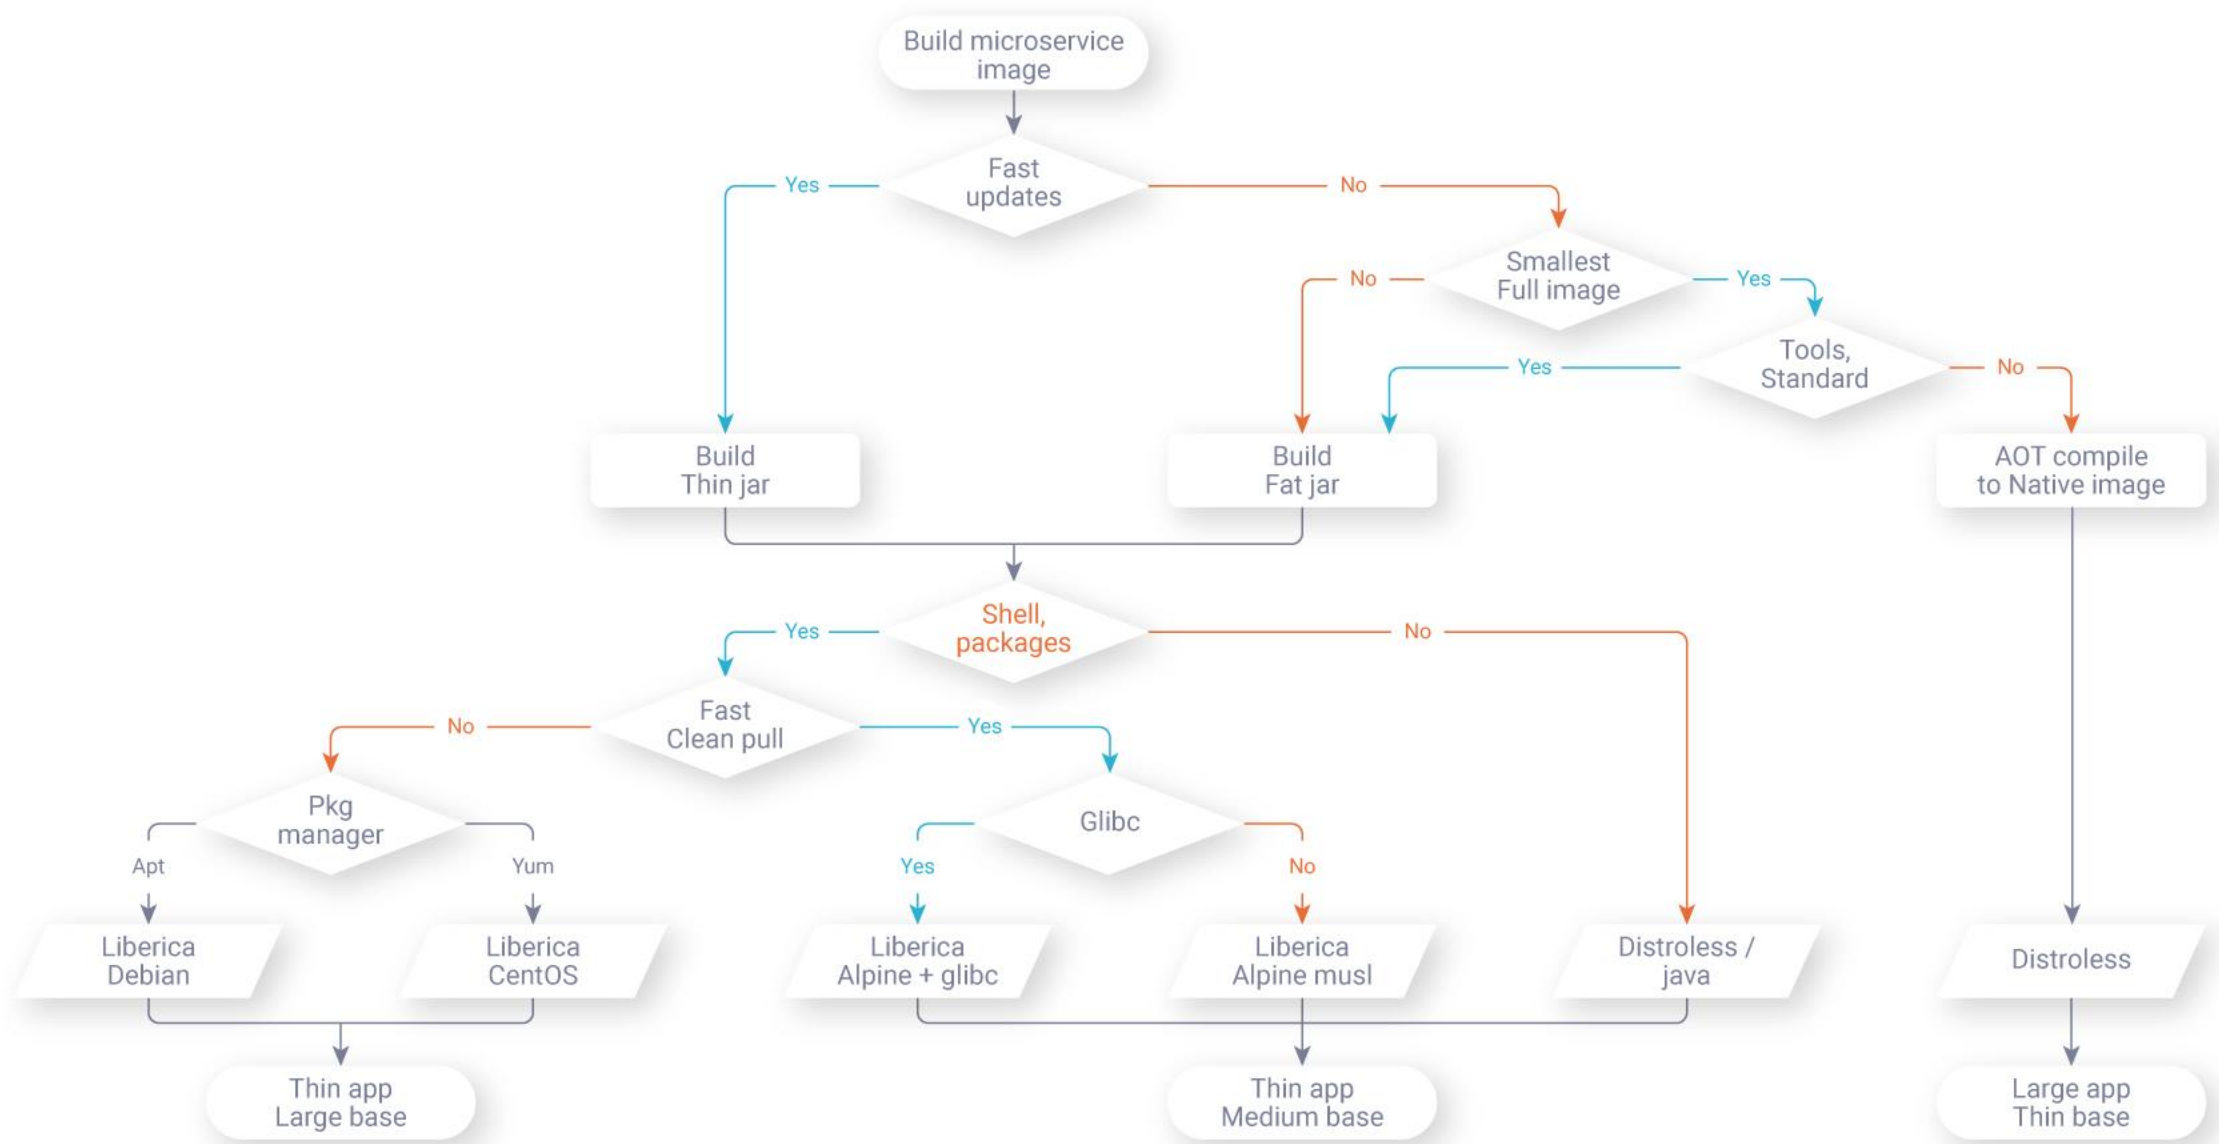 Build microservice
image
Fast
updates
Yes
No
Smallest
Full image
No
Yes
Tools,
Standard
Yes
No
Build
Thin jar
Build
Fat jar
AOT compile
to Native image
Shell,
packages
Yes
No
Fast
Clean pull
No
Yes
Pkg
manager
Glibc
Apt
Yum
Yes
No
Liberica
Debian
Liberica
CentOS
Liberica
Alpine + glibc
Liberica
Alpine musl
Distroless /
java
Distroless
Thin app
Large base
Thin app
Medium base
Large app
Thin base